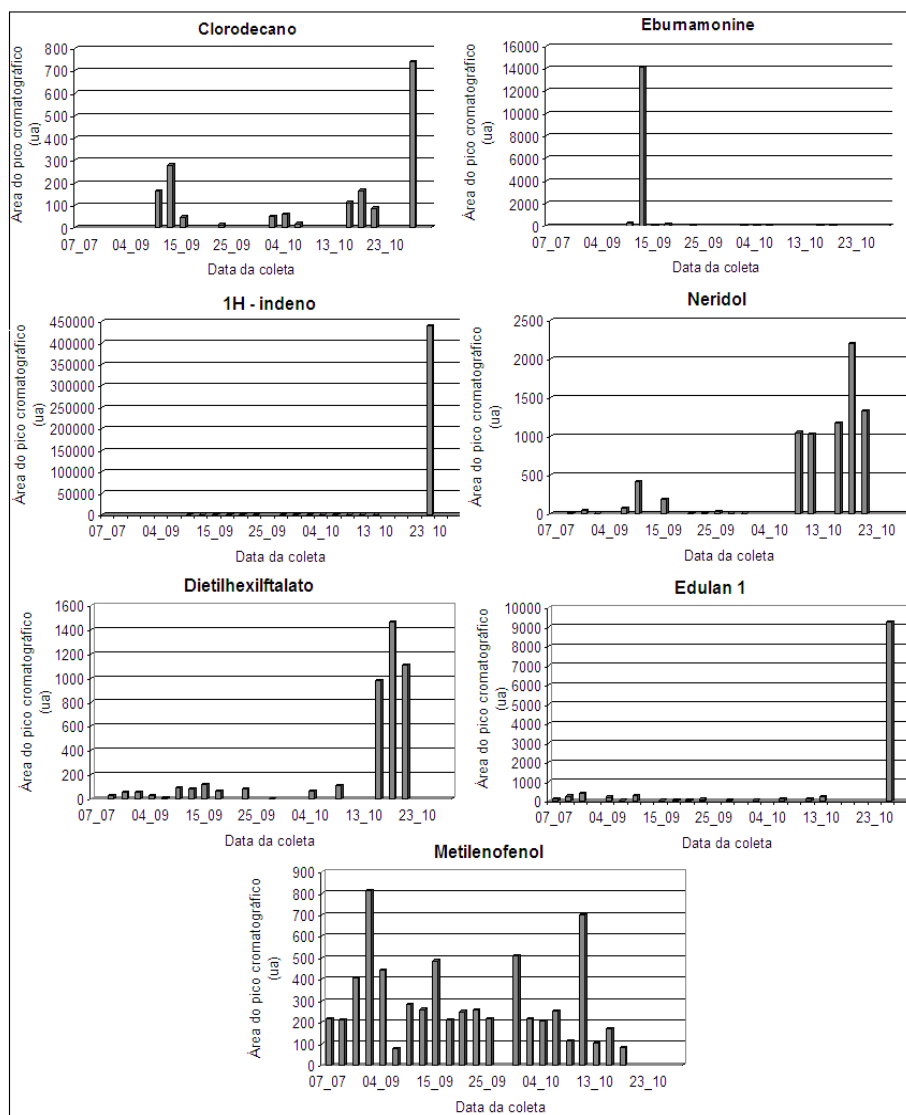 Clorodecano
Área do pico cromatográfico
(ua)
800
700
600
500
400
300
200
100
0
07_07 04_09 15_09 25_09 04_10 13_10 23_10
Data da coleta
Eburnamonine
Área do pico cromatográfico
(ua)
16000
14000
12000
10000
8000
6000
4000
2000
0
07_07 04_09 15_09 25_09 04_10 13_10 23_10
Data da coleta
1H - indeno
Área do pico cromatográfico
(ua)
450000
400000
350000
300000
250000
200000
150000
100000
50000
0
07_07 04_09 15_09 25_09 04_10 13_10 23_10
Data da coleta
Neridol
Área do pico cromatográfico
(ua)
2500
2000
1500
1000
500
0
07_07 04_09 15_09 25_09 04_10 13_10 23_10
Data da coleta
Dietilhexilftalato
Área do pico cromatográfico
(ua)
1600
1400
1200
1000
800
600
400
200
0
07_07 04_09 15_09 25_09 04_10 13_10 23_10
Data da coleta
Edulan 1
Área do pico cromatográfico
(ua)
10000
9000
8000
7000
6000
5000
4000
3000
2000
1000
0
07_07 04_09 15_09 25_09 04_10 13_10 23_10
Data da coleta
Metilenofenol
Área do pico cromatográfico
(ua)
900
800
700
600
500
400
300
200
100
0
07_07 04_09 15_09 25_09 04_10 13_10 23_10
Data da coleta